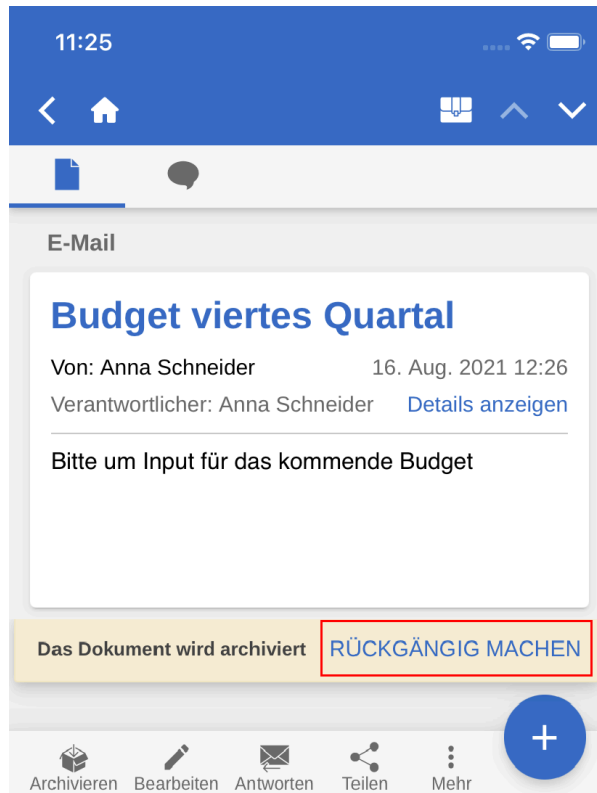 11:25
E-Mail
Budget viertes Quartal
Von: Anna Schneider 16. Aug. 2021 12:26
Verantwortlicher: Anna Schneider Details anzeigen
Bitte um Input für das kommende Budget
Das Dokument wird archiviert RÜCKGÄNGIG MACHEN
Archivieren Bearbeiten Antworten Teilen Mehr